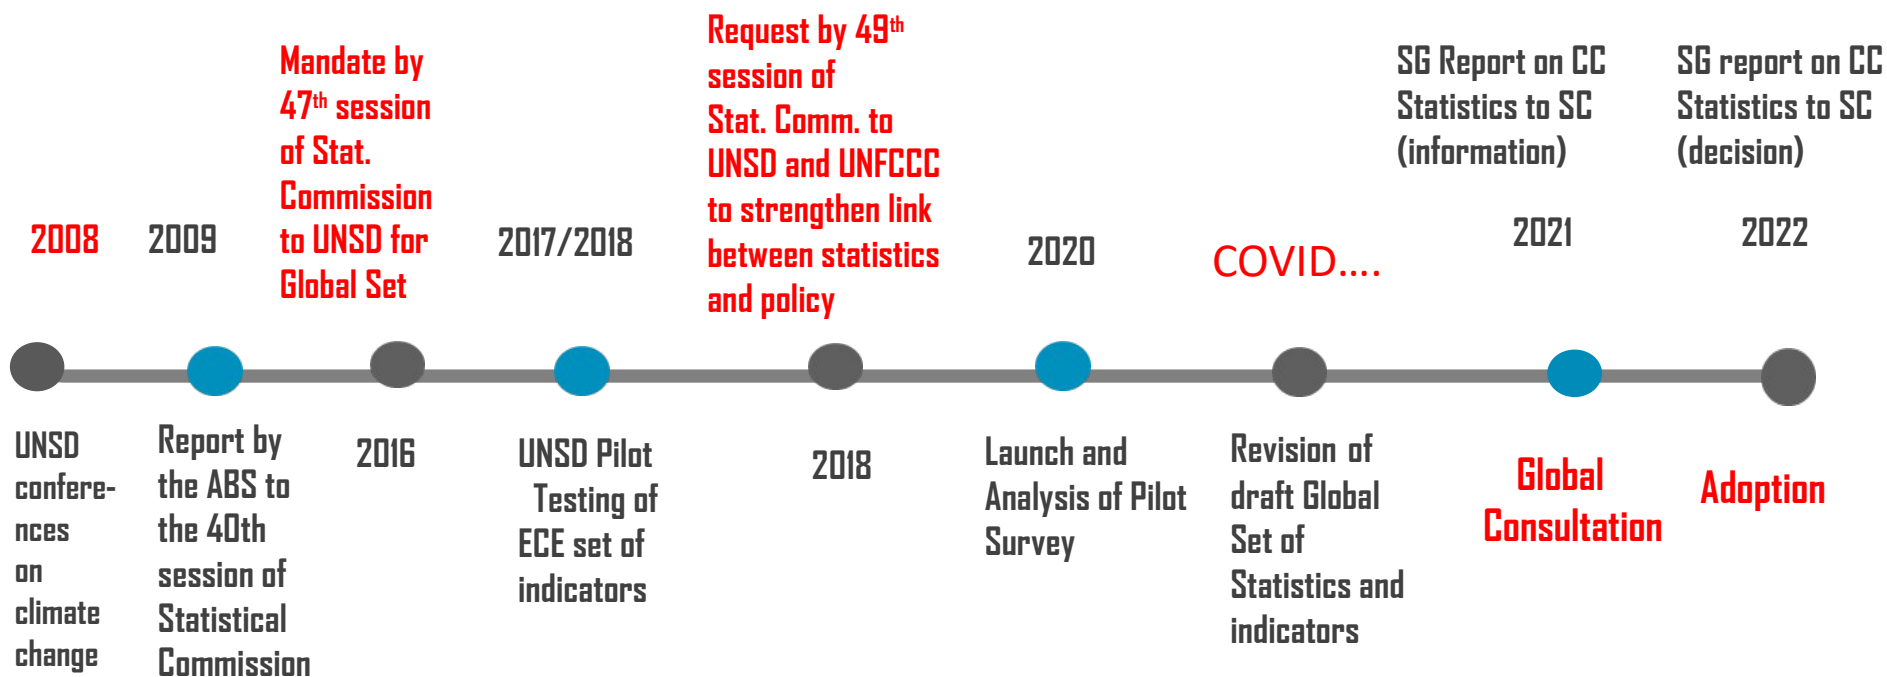 2008
UNSD
confere-
nces
on
climate
change
2009
Report by
the ABS to
the 40th
session of
Statistical
Commission
Mandate by
47th session
of Stat.
Commission
to UNSD for
Global Set
2016
2017/2018
UNSD Pilot
Testing of
ECE set of
indicators
Request by 49th
session of
Stat. Comm. to
UNSD and UNFCCC
to strengthen link
between statistics
and policy
2018
2020
Launch and
Analysis of Pilot
Survey
COVID....
Revision of
draft Global
Set of
Statistics and
indicators
SG Report on CC
Statistics to SC
(information)
2021
Global
Consultation
SG report on CC
Statistics to SC
(decision)
2022
Adoption